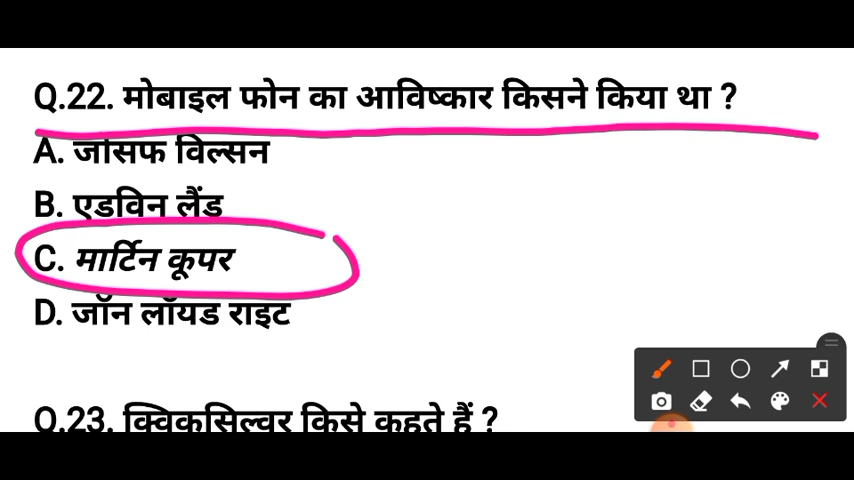 Q.22. मोबाइल फोन का आविष्कार किसने किया था ?
A. जोसफ विल्सन
B. एडविन लैंड
C. मार्टिन कूपर
D. जॉन लॉयड राइट
Q.23. क्विकसिल्वर किसे कहते हैं ?